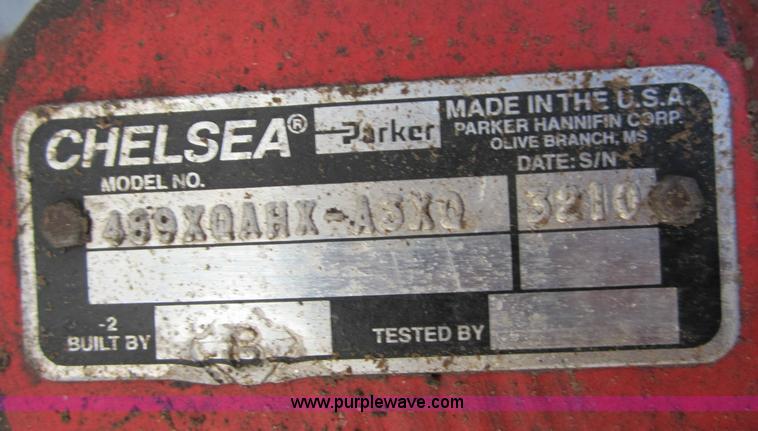 CHELSEA® Parker MADE IN THE U.S.A.
PARKER HANNIFIN CORP.
OLIVE BRANCH, MS
MODEL NO. DATE: S/N
489XQAHX-A3XQ 3210
-2
BUILT BY B TESTED BY
www.purplewave.com